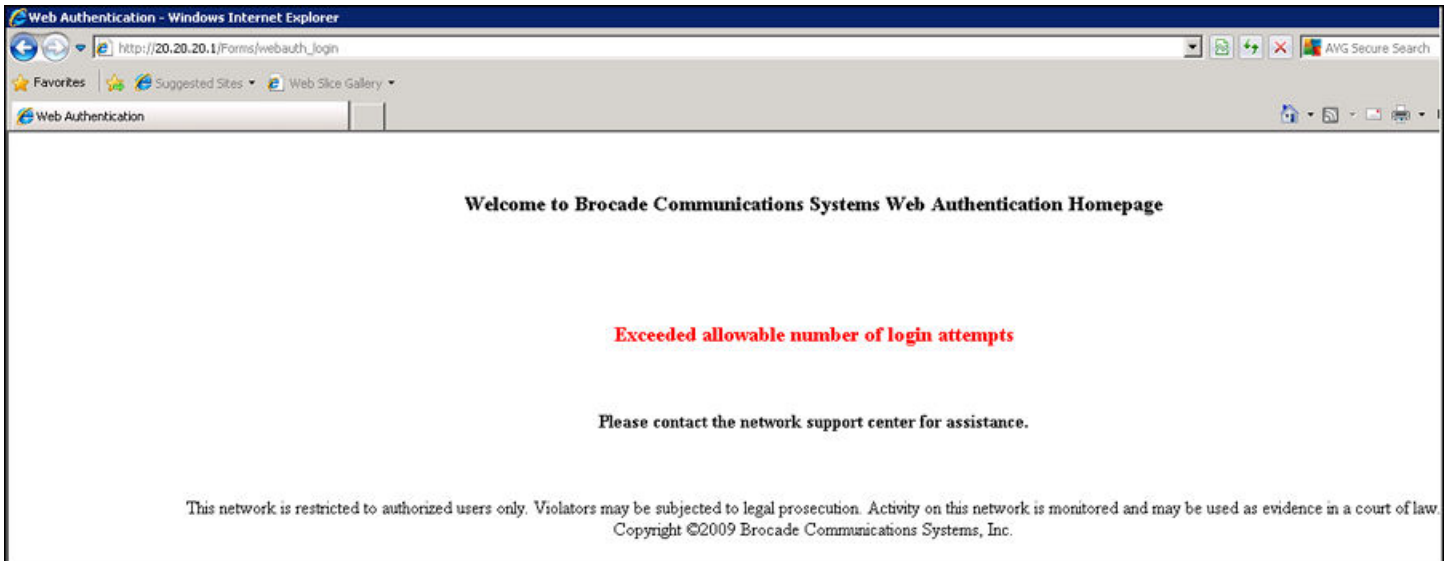 Web Authentication - Windows Internet Explorer
http://20.20.20.1/Forms/webauth_login
AVG Secure Search
Favorites
Suggested Sites
Web Slice Gallery
Web Authentication
Welcome to Brocade Communications Systems Web Authentication Homepage
Exceeded allowable number of login attempts
Please contact the network support center for assistance.
This network is restricted to authorized users only. Violators may be subjected to legal prosecution. Activity on this network is monitored and may be used as evidence in a court of law.
Copyright ©2009 Brocade Communications Systems, Inc.